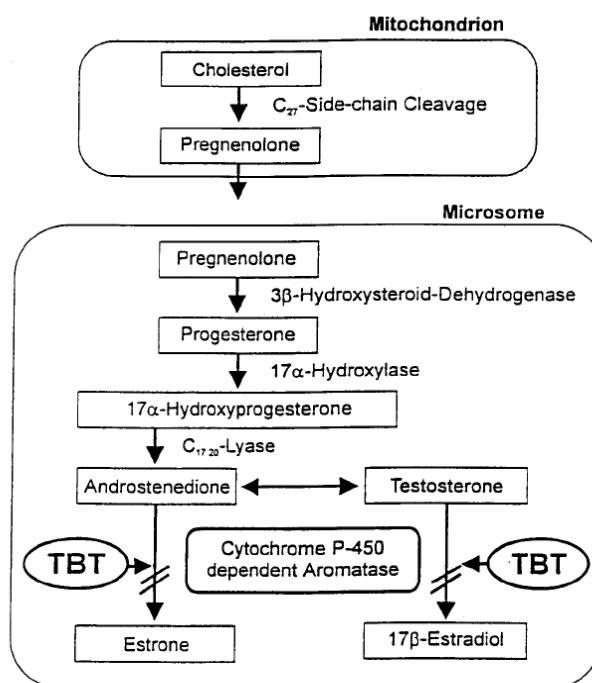 Mitochondrion
Cholesterol
C₂₇-Side-chain Cleavage
Pregnenolone
Microsome
Pregnenolone
3β-Hydroxysteroid-Dehydrogenase
Progesterone
17α-Hydroxylase
17α-Hydroxyprogesterone
C₁₇ ₂₀-Lyase
Androstenedione
Testosterone
TBT
Cytochrome P-450
dependent Aromatase
TBT
Estrone
17β-Estradiol